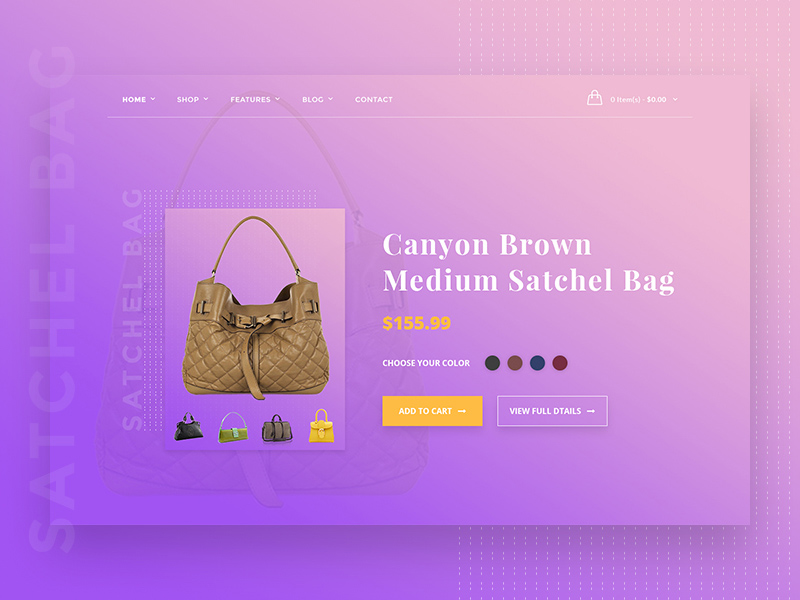 SATCHEL BAG
HOME SHOP FEATURES BLOG CONTACT 0 Item(s) - $0.00
SATCHEL BAG
Canyon Brown
Medium Satchel Bag
$155.99
CHOOSE YOUR COLOR
ADD TO CART VIEW FULL DTAILS